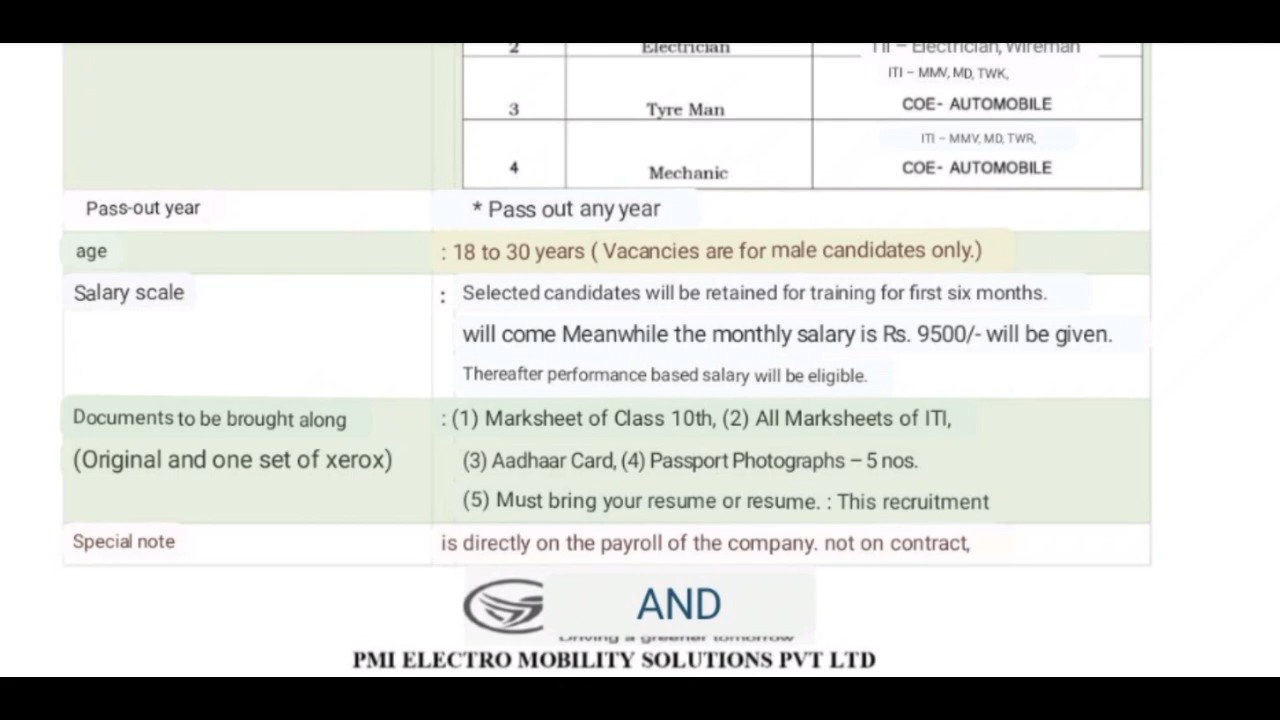 2 Electrician ITI – Electrician, Wireman
ITI – MMV, MD, TWK,
3 Tyre Man COE- AUTOMOBILE
ITI – MMV, MD, TWR,
4 Mechanic COE- AUTOMOBILE
Pass-out year * Pass out any year
age : 18 to 30 years ( Vacancies are for male candidates only.)
Salary scale : Selected candidates will be retained for training for first six months.
will come Meanwhile the monthly salary is Rs. 9500/- will be given.
Thereafter performance based salary will be eligible.
Documents to be brought along : (1) Marksheet of Class 10th, (2) All Marksheets of ITI,
(Original and one set of xerox) (3) Aadhaar Card, (4) Passport Photographs – 5 nos.
(5) Must bring your resume or resume. : This recruitment
Special note is directly on the payroll of the company. not on contract,
AND
Driving a greener tomorrow
PMI ELECTRO MOBILITY SOLUTIONS PVT LTD